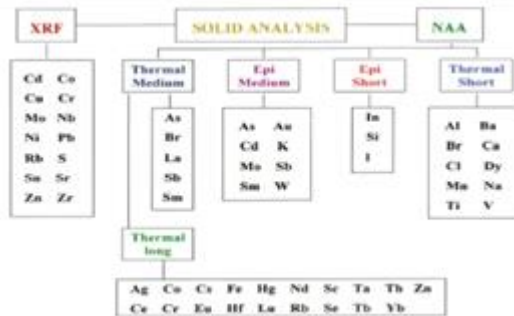 XRF SOLID ANALYSIS NAA
Thermal Medium
Epi Medium
Epi Short
Thermal Short
Cd Co
Cu Cr
Mo Nb
Ni Pb
Rb S
Sn Sr
Zn Zr
As
Br
La
Sb
Sm
As Au
Cd K
Mo Sb
Sm W
In
Si
I
Al Ba
Br Ca
Cl Dy
Mn Na
Ti V
Thermal
long
Ag Co Cs Fe Hg Nd Sc Ta Th Zn
Ce Cr Eu Hf Lu Rb Se Tb Yb